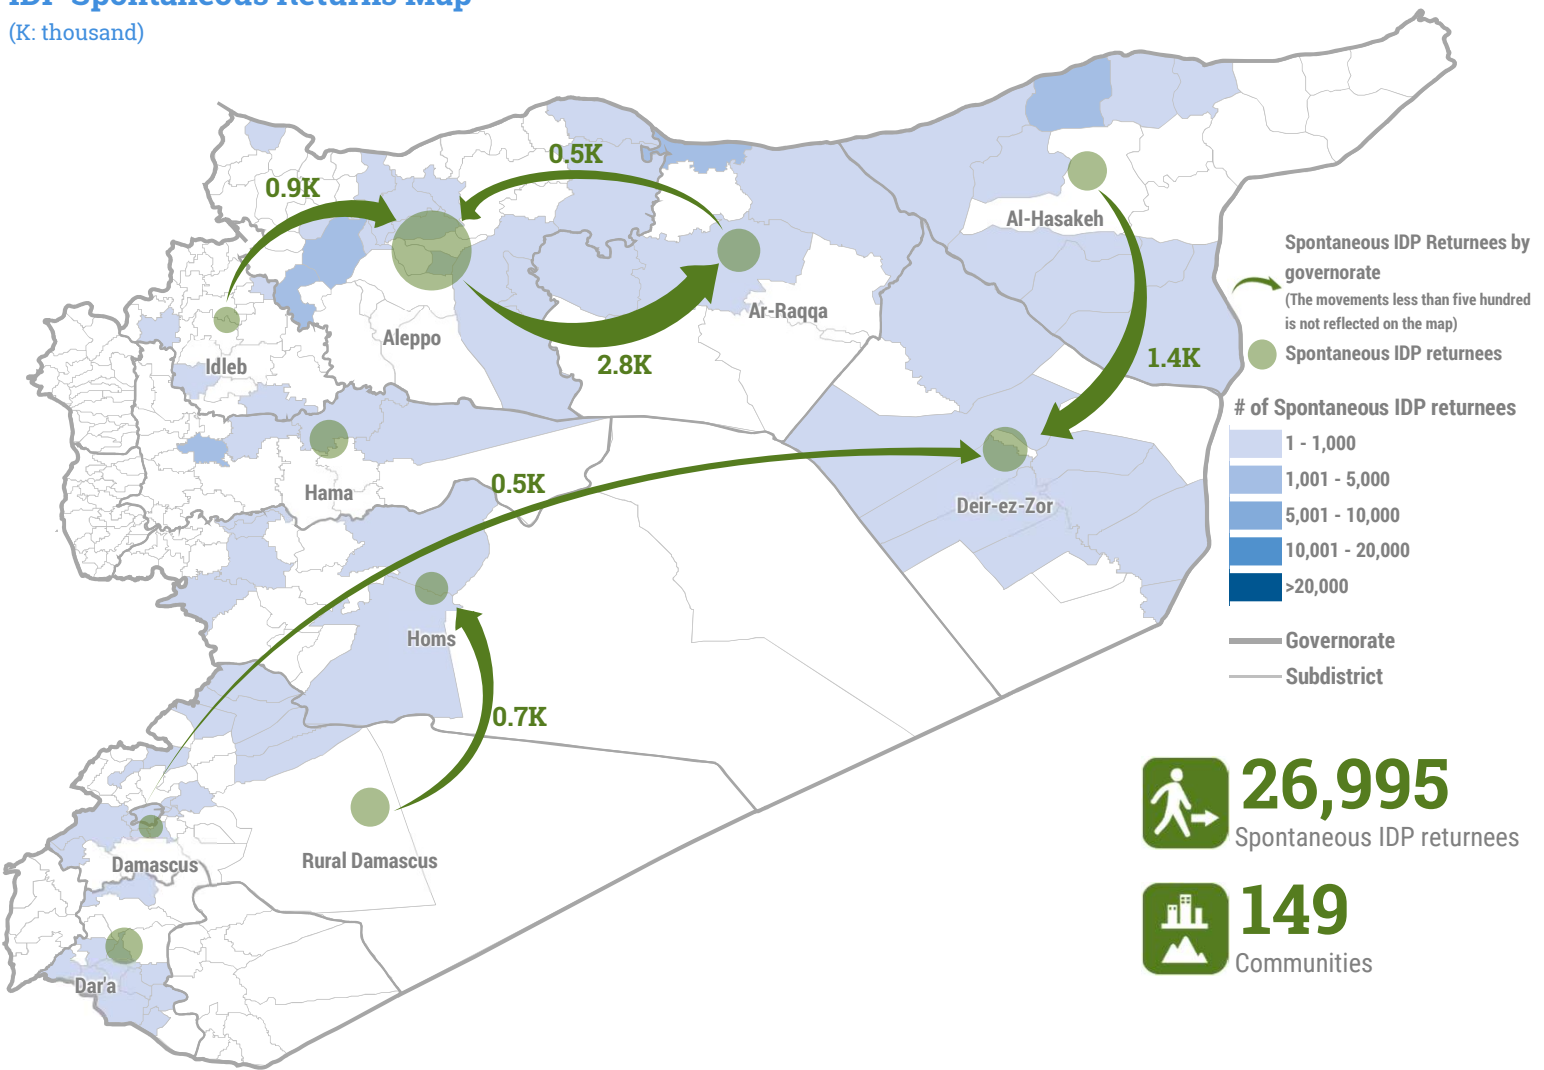 IDP Spontaneous Returns Map
(K: thousand)
0.5K
0.9K
Al-Hasakeh
Spontaneous IDP Returnees by
governorate
(The movements less than five hundred
is not reflected on the map)
Spontaneous IDP returnees
Ar-Raqqa
Aleppo
Idleb
2.8K
1.4K
# of Spontaneous IDP returnees
1 - 1,000
1,001 - 5,000
5,001 - 10,000
10,001 - 20,000
>20,000
Hama
0.5K
Deir-ez-Zor
Homs
Governorate
Subdistrict
0.7K
26,995
Spontaneous IDP returnees
Damascus
Rural Damascus
149
Communities
Dar'a